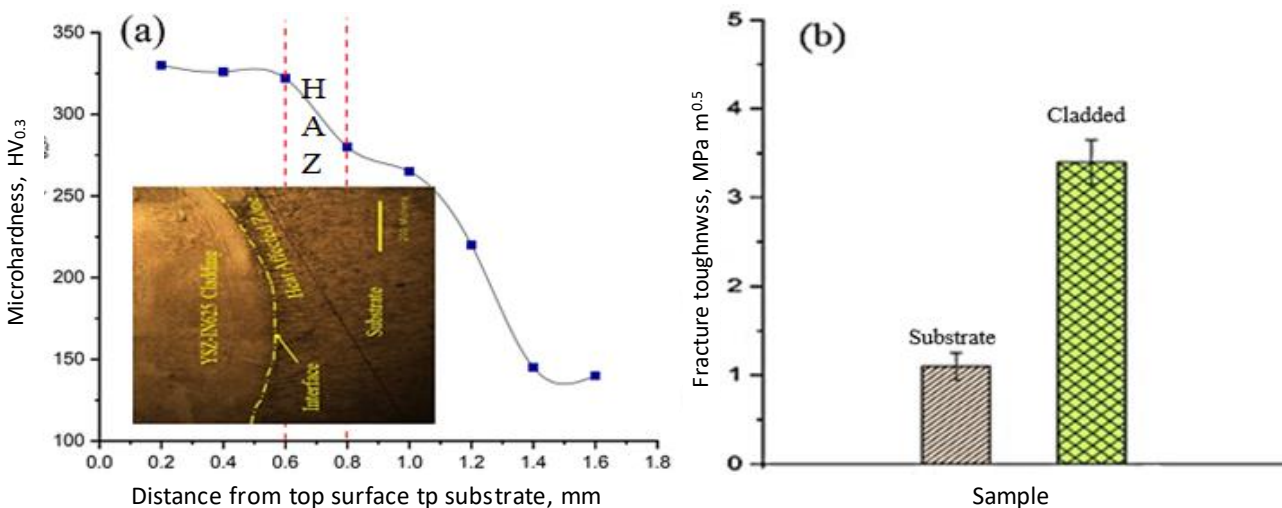 (a)
350
300
250
200
150
100
Microhardness, HV0.3
H
A
Z
YSZ-IN625 Cladding
Interface
Heat Affected Zone
Substrate
0.0 0.2 0.4 0.6 0.8 1.0 1.2 1.4 1.6 1.8
Distance from top surface tp substrate, mm
(b)
5
4
3
2
1
0
Fracture toughnwss, MPa m0.5
Substrate
Cladded
Sample